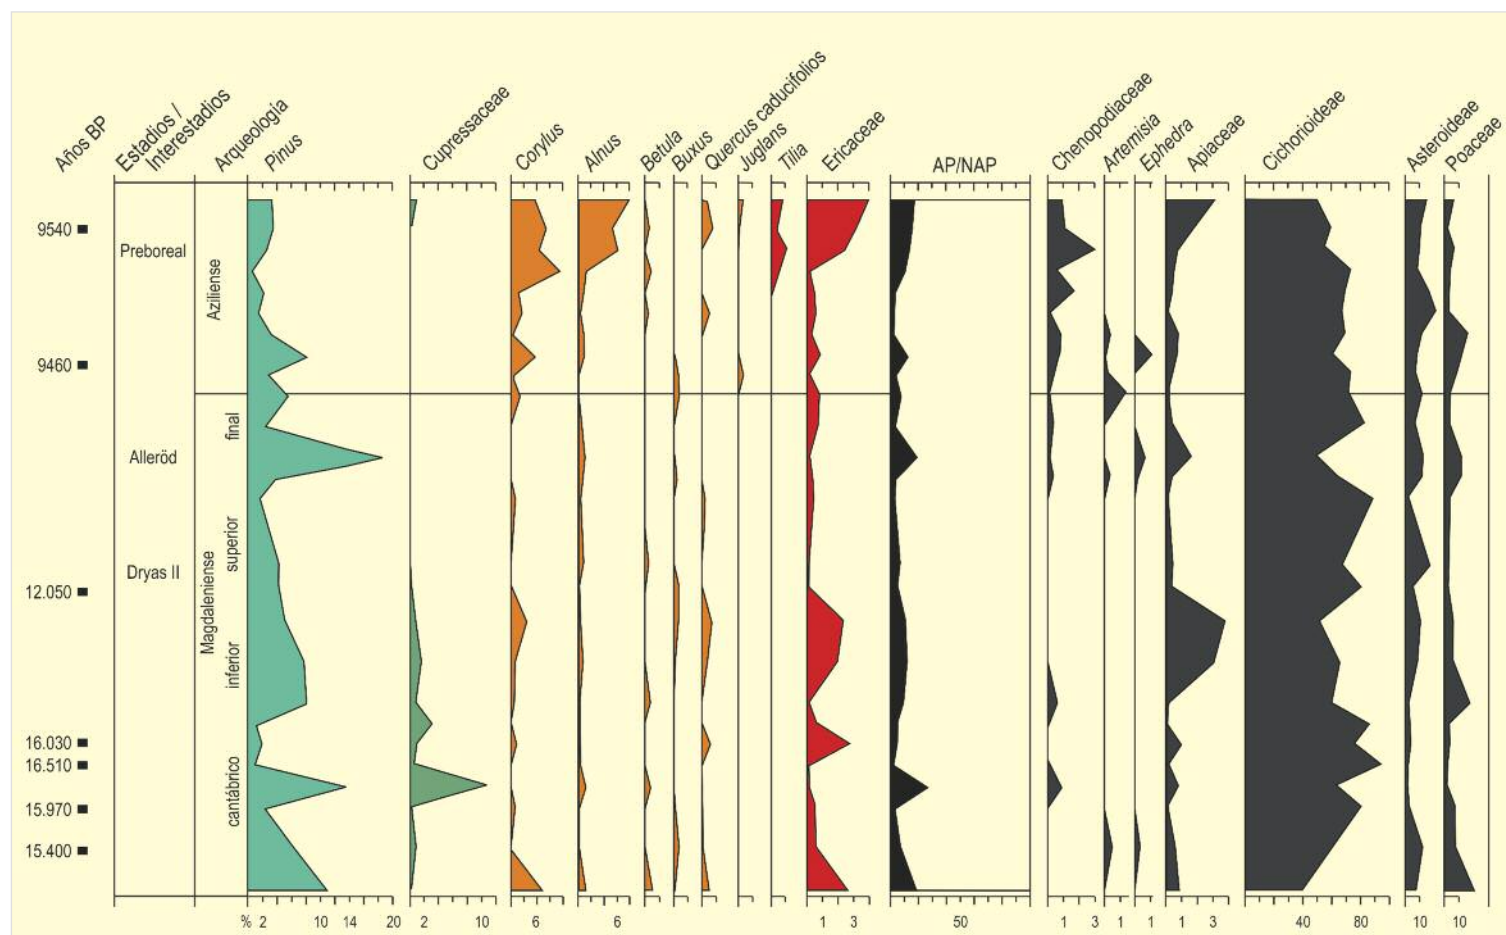 Años BP
Estadios /
Interestadios
Arqueologia
Pinus
Cupressaceae
Corylus
Alnus
Betula
Buxus
Quercus caducifolios
Juglans
Tilia
Ericaceae
AP/NAP
Chenopodiaceae
Artemisia
Ephedra
Apiaceae
Cichorioideae
Asteroideae
Poaceae
9540
9460
12.050
16.030
16.510
15.970
15.400
Preboreal
Alleröd
Dryas II
Aziliense
Magdaleniense
final
superior
inferior
cantábrico
% 2 10 14 20
2 10
6
6
1 3
50
1 3
1
1
1 3
40 80
10
10